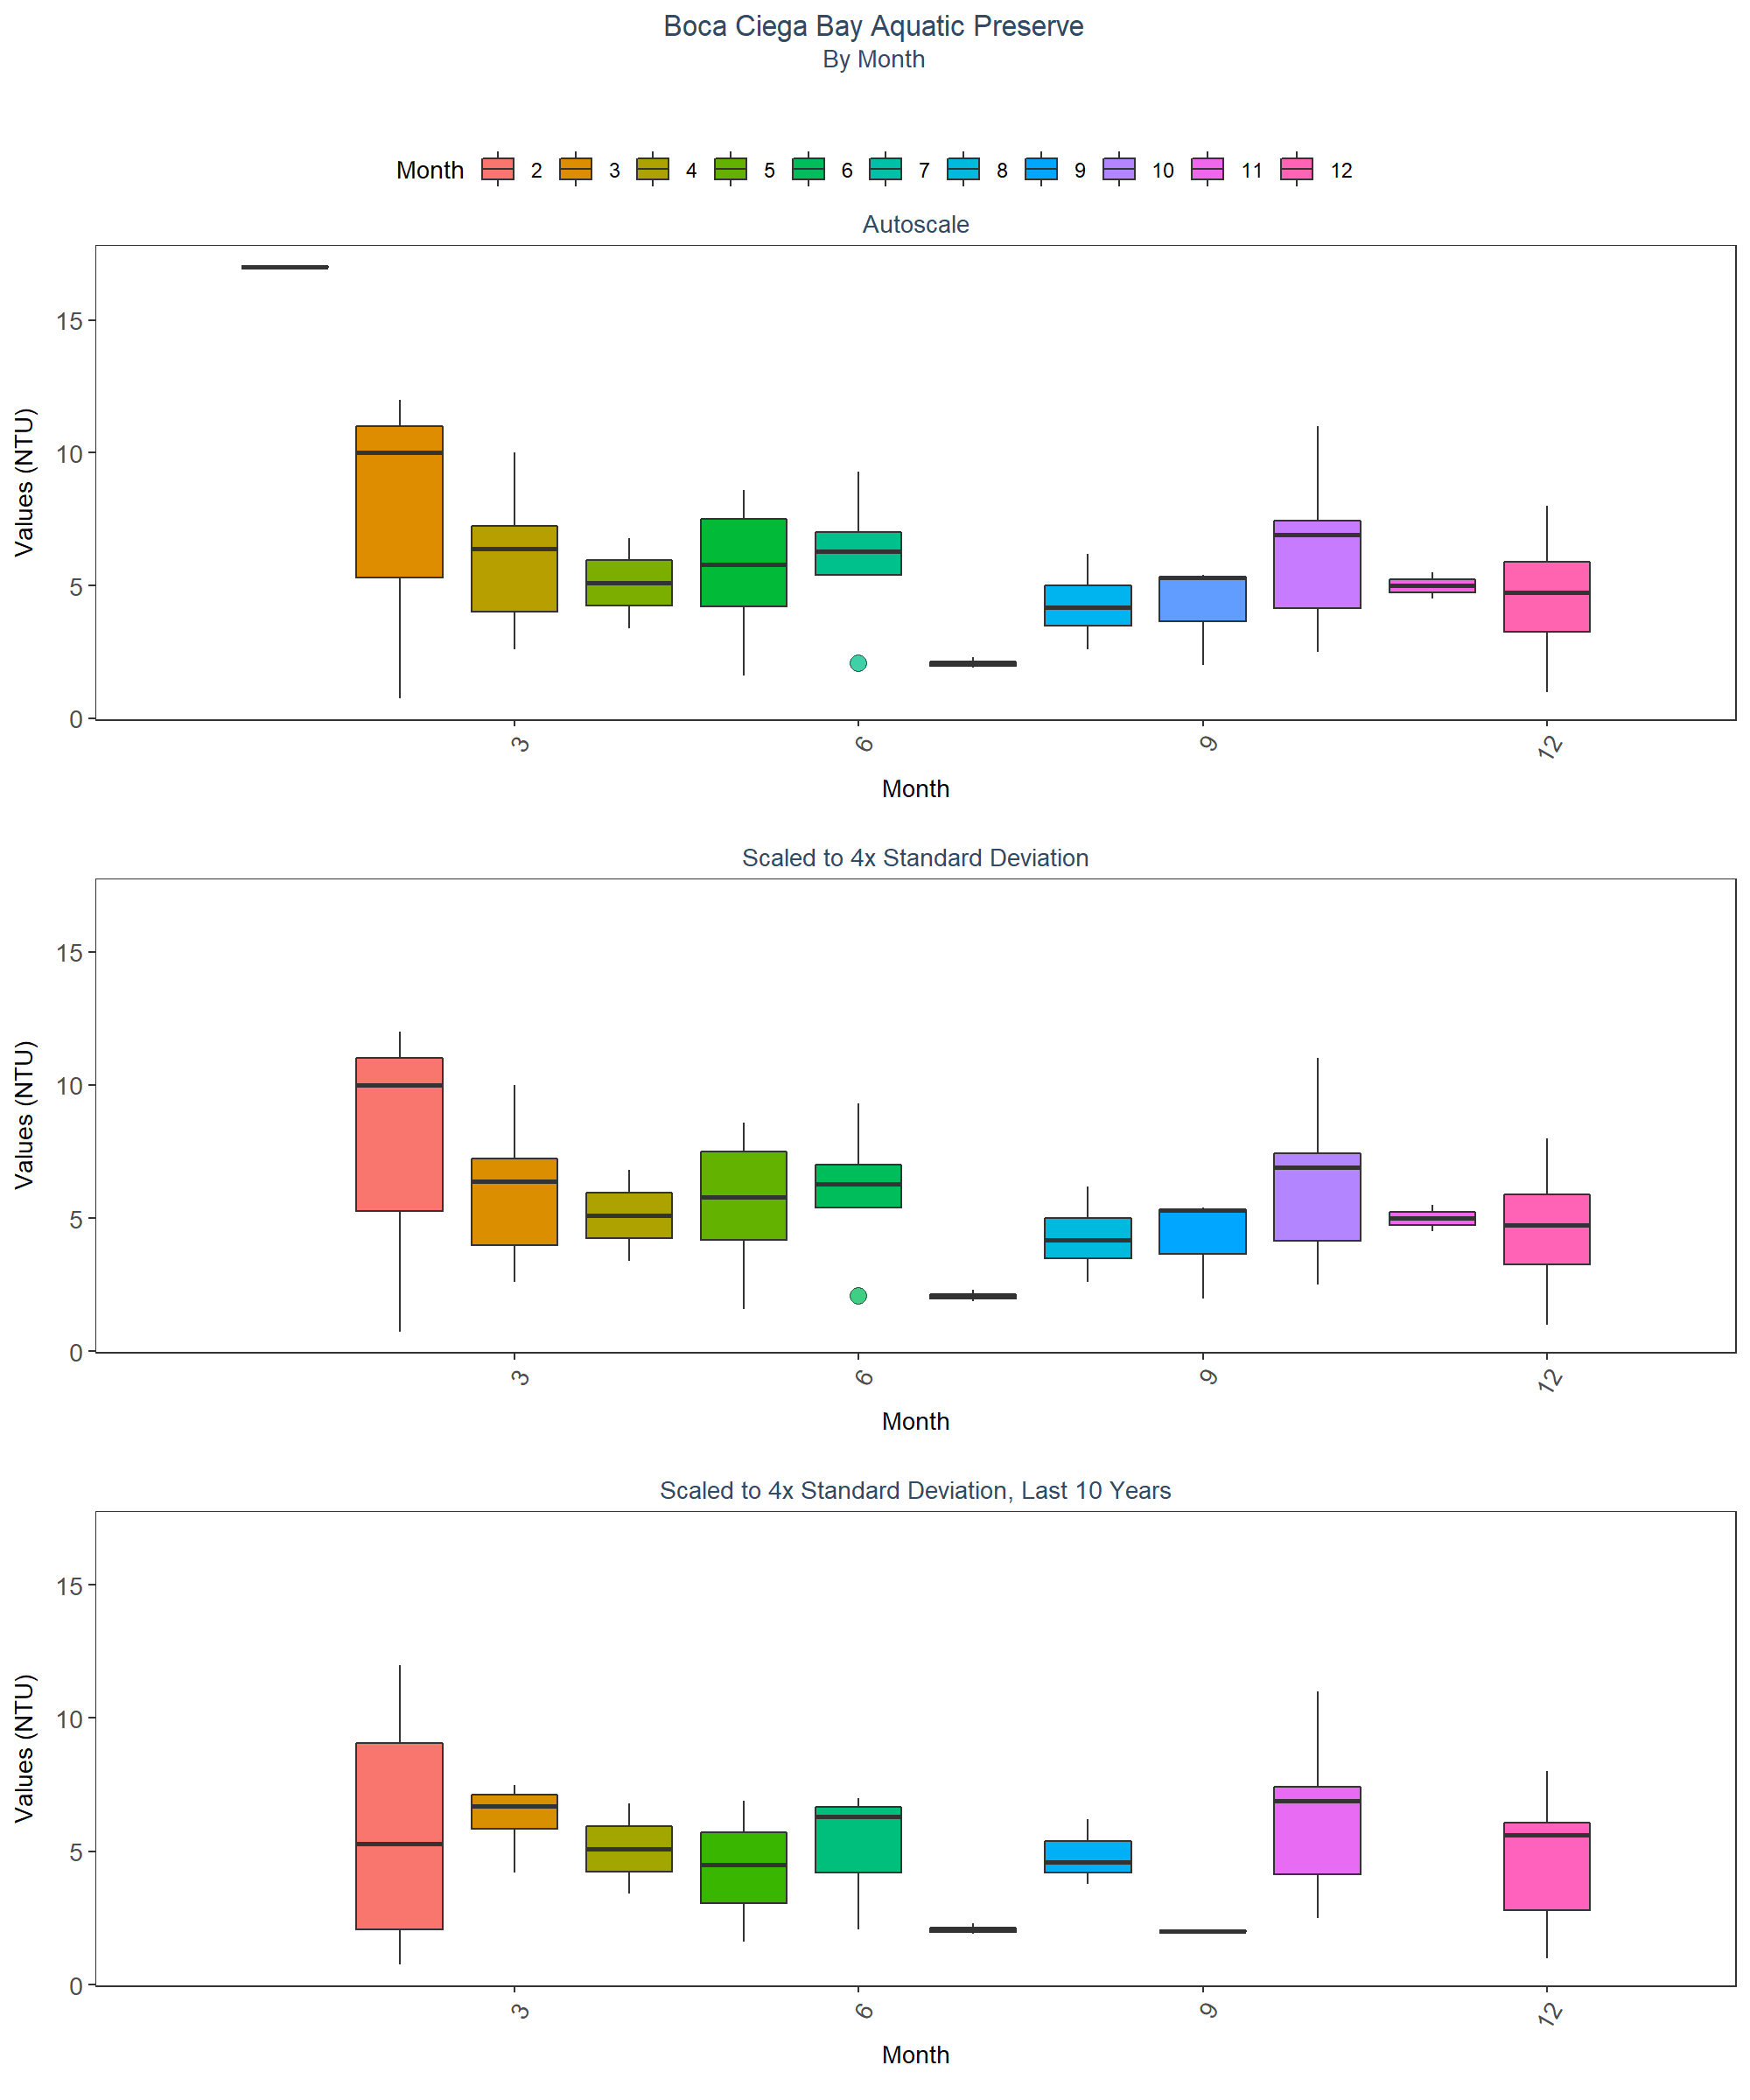 Boca Ciega Bay Aquatic Preserve
By Month
Month 2 3 4 5 6 7 8 9 10 11 12
Autoscale
Values (NTU)
15
10
5
0
3 6 9 12
Month
Scaled to 4x Standard Deviation
Values (NTU)
15
10
5
0
3 6 9 12
Month
Scaled to 4x Standard Deviation, Last 10 Years
Values (NTU)
15
10
5
0
3 6 9 12
Month